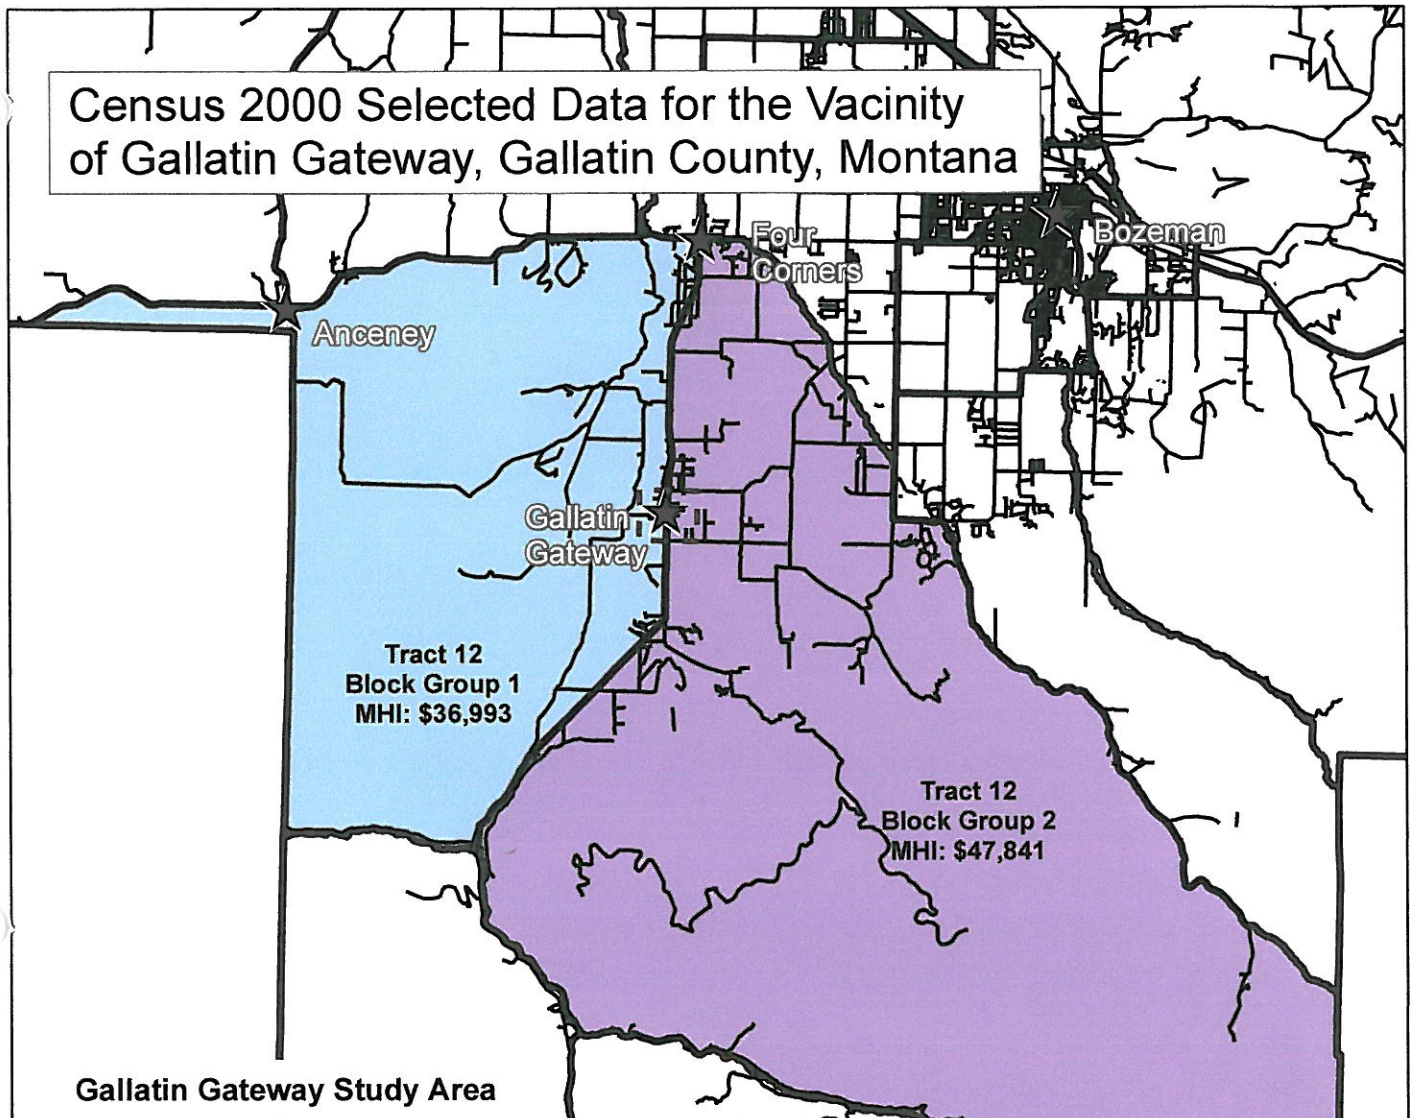 Census 2000 Selected Data for the Vacinity
of Gallatin Gateway, Gallatin County, Montana
Four
Corners
Bozeman
Anceney
Gallatin
Gateway
Tract 12
Block Group 1
MHI: $36,993
Tract 12
Block Group 2
MHI: $47,841
Gallatin Gateway Study Area